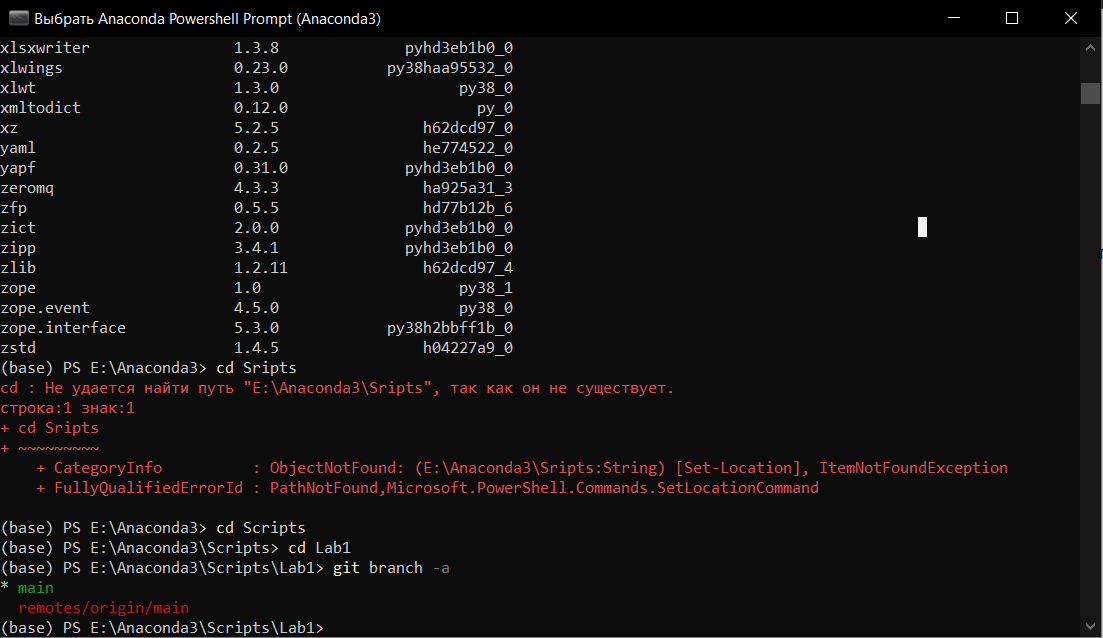 Выбрать Anaconda Powershell Prompt (Anaconda3)
xlsxwriter                1.3.8              pyhd3eb1b0_0
xlwings                   0.23.0           py38haa95532_0
xlwt                      1.3.0                    py38_0
xmltodict                 0.12.0                     py_0
xz                        5.2.5                h62dcd97_0
yaml                      0.2.5                he774522_0
yapf                      0.31.0             pyhd3eb1b0_0
zeromq                    4.3.3                ha925a31_3
zfp                       0.5.5                hd77b12b_6
zict                      2.0.0              pyhd3eb1b0_0
zipp                      3.4.1              pyhd3eb1b0_0
zlib                      1.2.11               h62dcd97_4
zope                      1.0                      py38_1
zope.event                4.5.0                    py38_0
zope.interface            5.3.0            py38h2bbff1b_0
zstd                      1.4.5                h04227a9_0
(base) PS E:\Anaconda3> cd Sripts
cd : Не удается найти путь "E:\Anaconda3\Sripts", так как он не существует.
строка:1 знак:1
+ cd Sripts
+ ~~~~~~~~~
    + CategoryInfo          : ObjectNotFound: (E:\Anaconda3\Sripts:String) [Set-Location], ItemNotFoundException
    + FullyQualifiedErrorId : PathNotFound,Microsoft.PowerShell.Commands.SetLocationCommand
(base) PS E:\Anaconda3> cd Scripts
(base) PS E:\Anaconda3\Scripts> cd Lab1
(base) PS E:\Anaconda3\Scripts\Lab1> git branch -a
* main
  remotes/origin/main
(base) PS E:\Anaconda3\Scripts\Lab1>